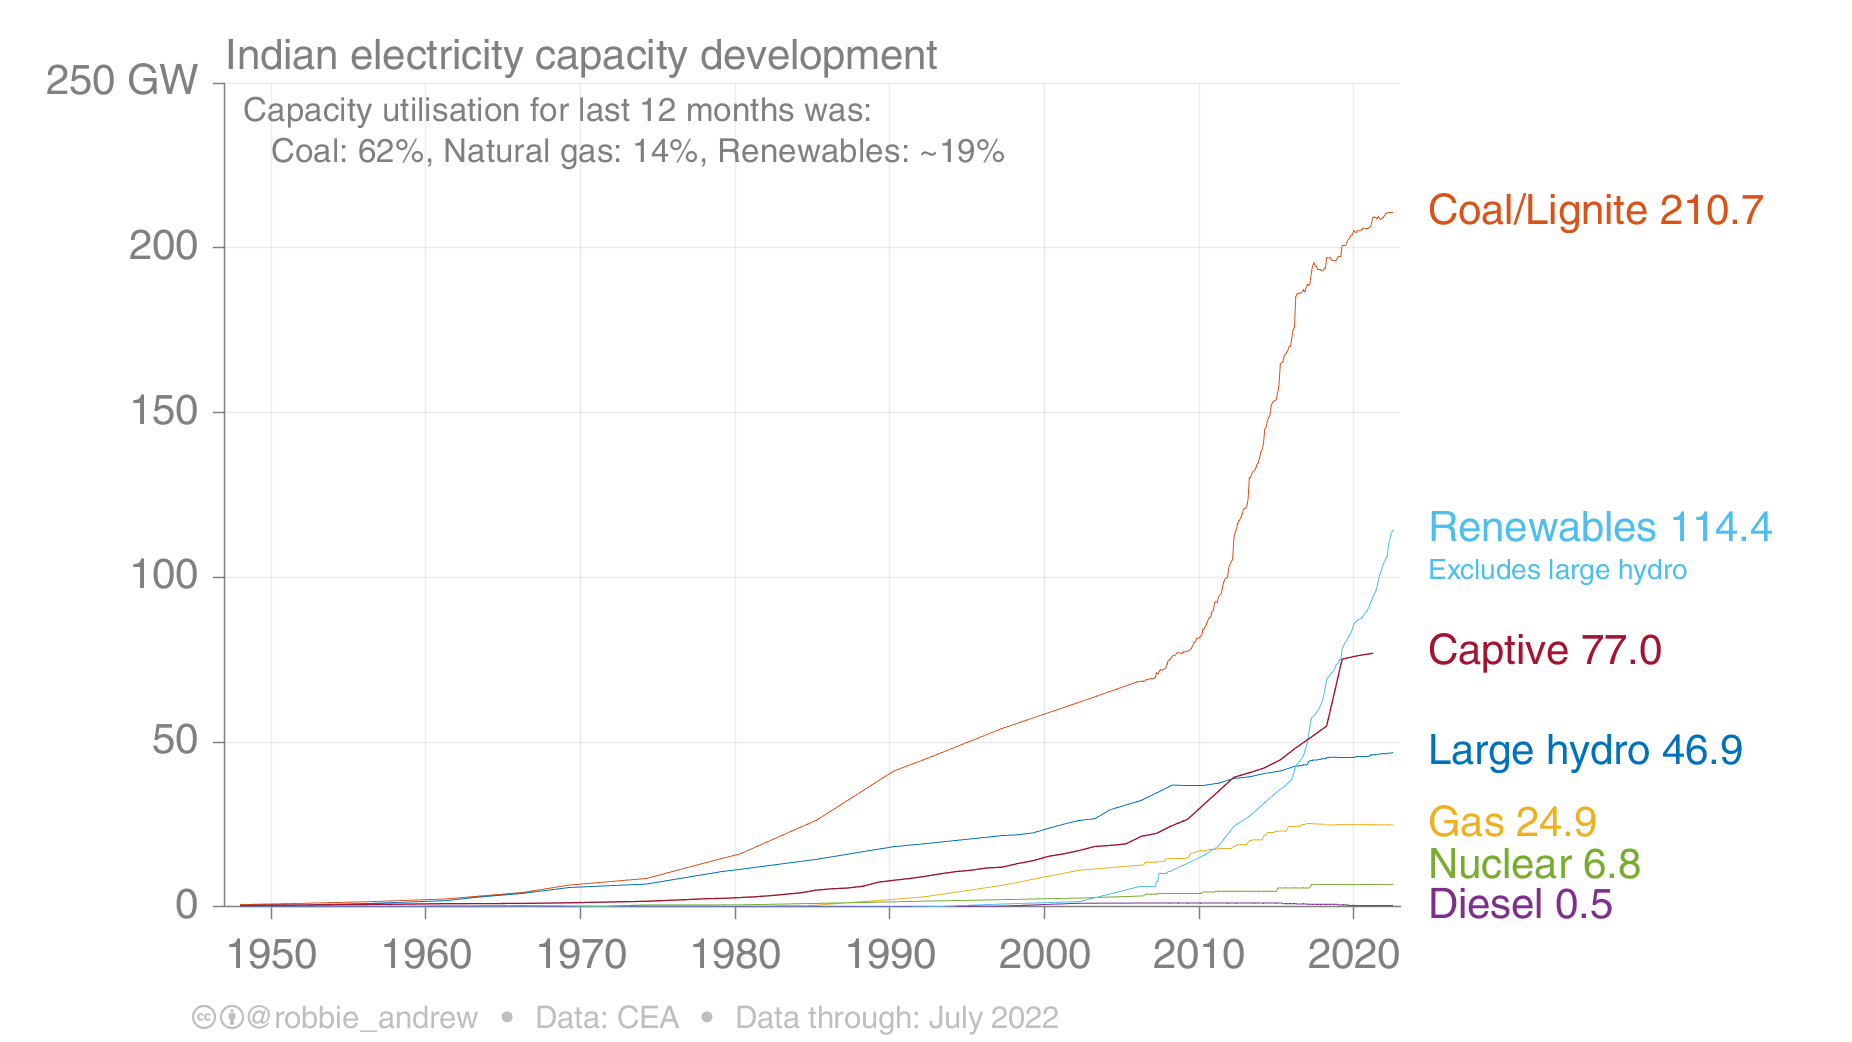 Indian electricity capacity development
250 GW
Capacity utilisation for last 12 months was:
Coal: 62%, Natural gas: 14%, Renewables: ~19%
Coal/Lignite 210.7
200
150
Renewables 114.4
Excludes large hydro
100
Captive 77.0
50
Large hydro 46.9
Gas 24.9
Nuclear 6.8
Diesel 0.5
0
1950 1960 1970 1980 1990 2000 2010 2020
cc @robbie_andrew • Data: CEA • Data through: July 2022